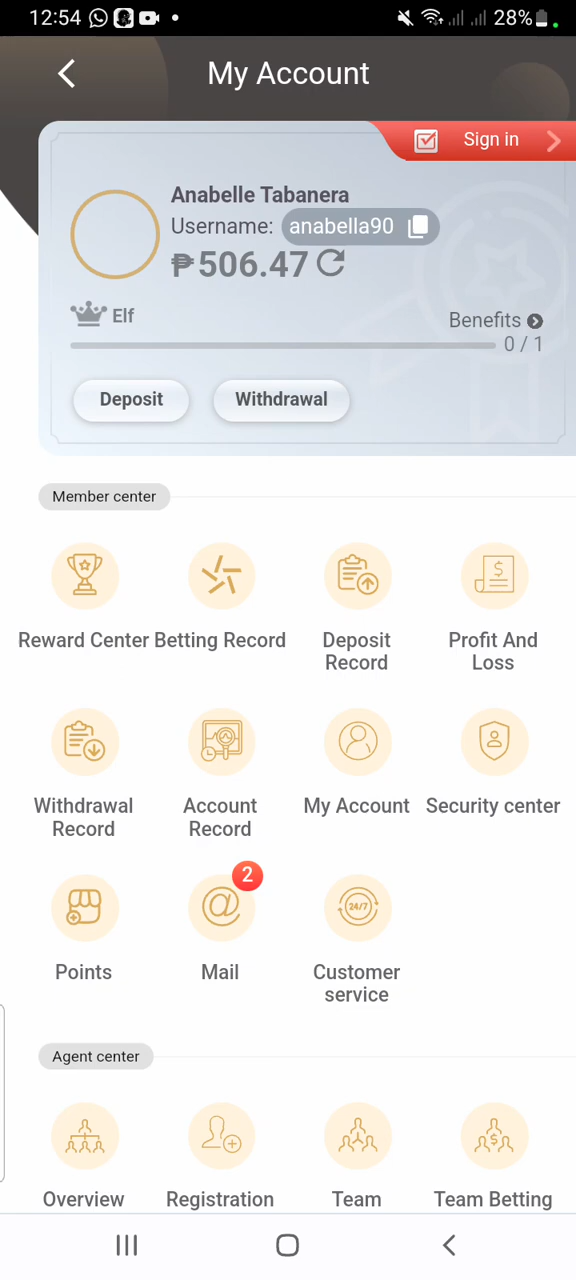 12:54 28%
My Account
Sign in
Anabelle Tabanera
Username: anabella90
₱506.47
Elf
Benefits
0 / 1
Deposit Withdrawal
Member center
$
Reward Center Betting Record Deposit Record Profit And Loss
Withdrawal Record Account Record My Account Security center
2
@
24/7
Points Mail Customer service
Agent center
$
Overview Registration Team Team Betting